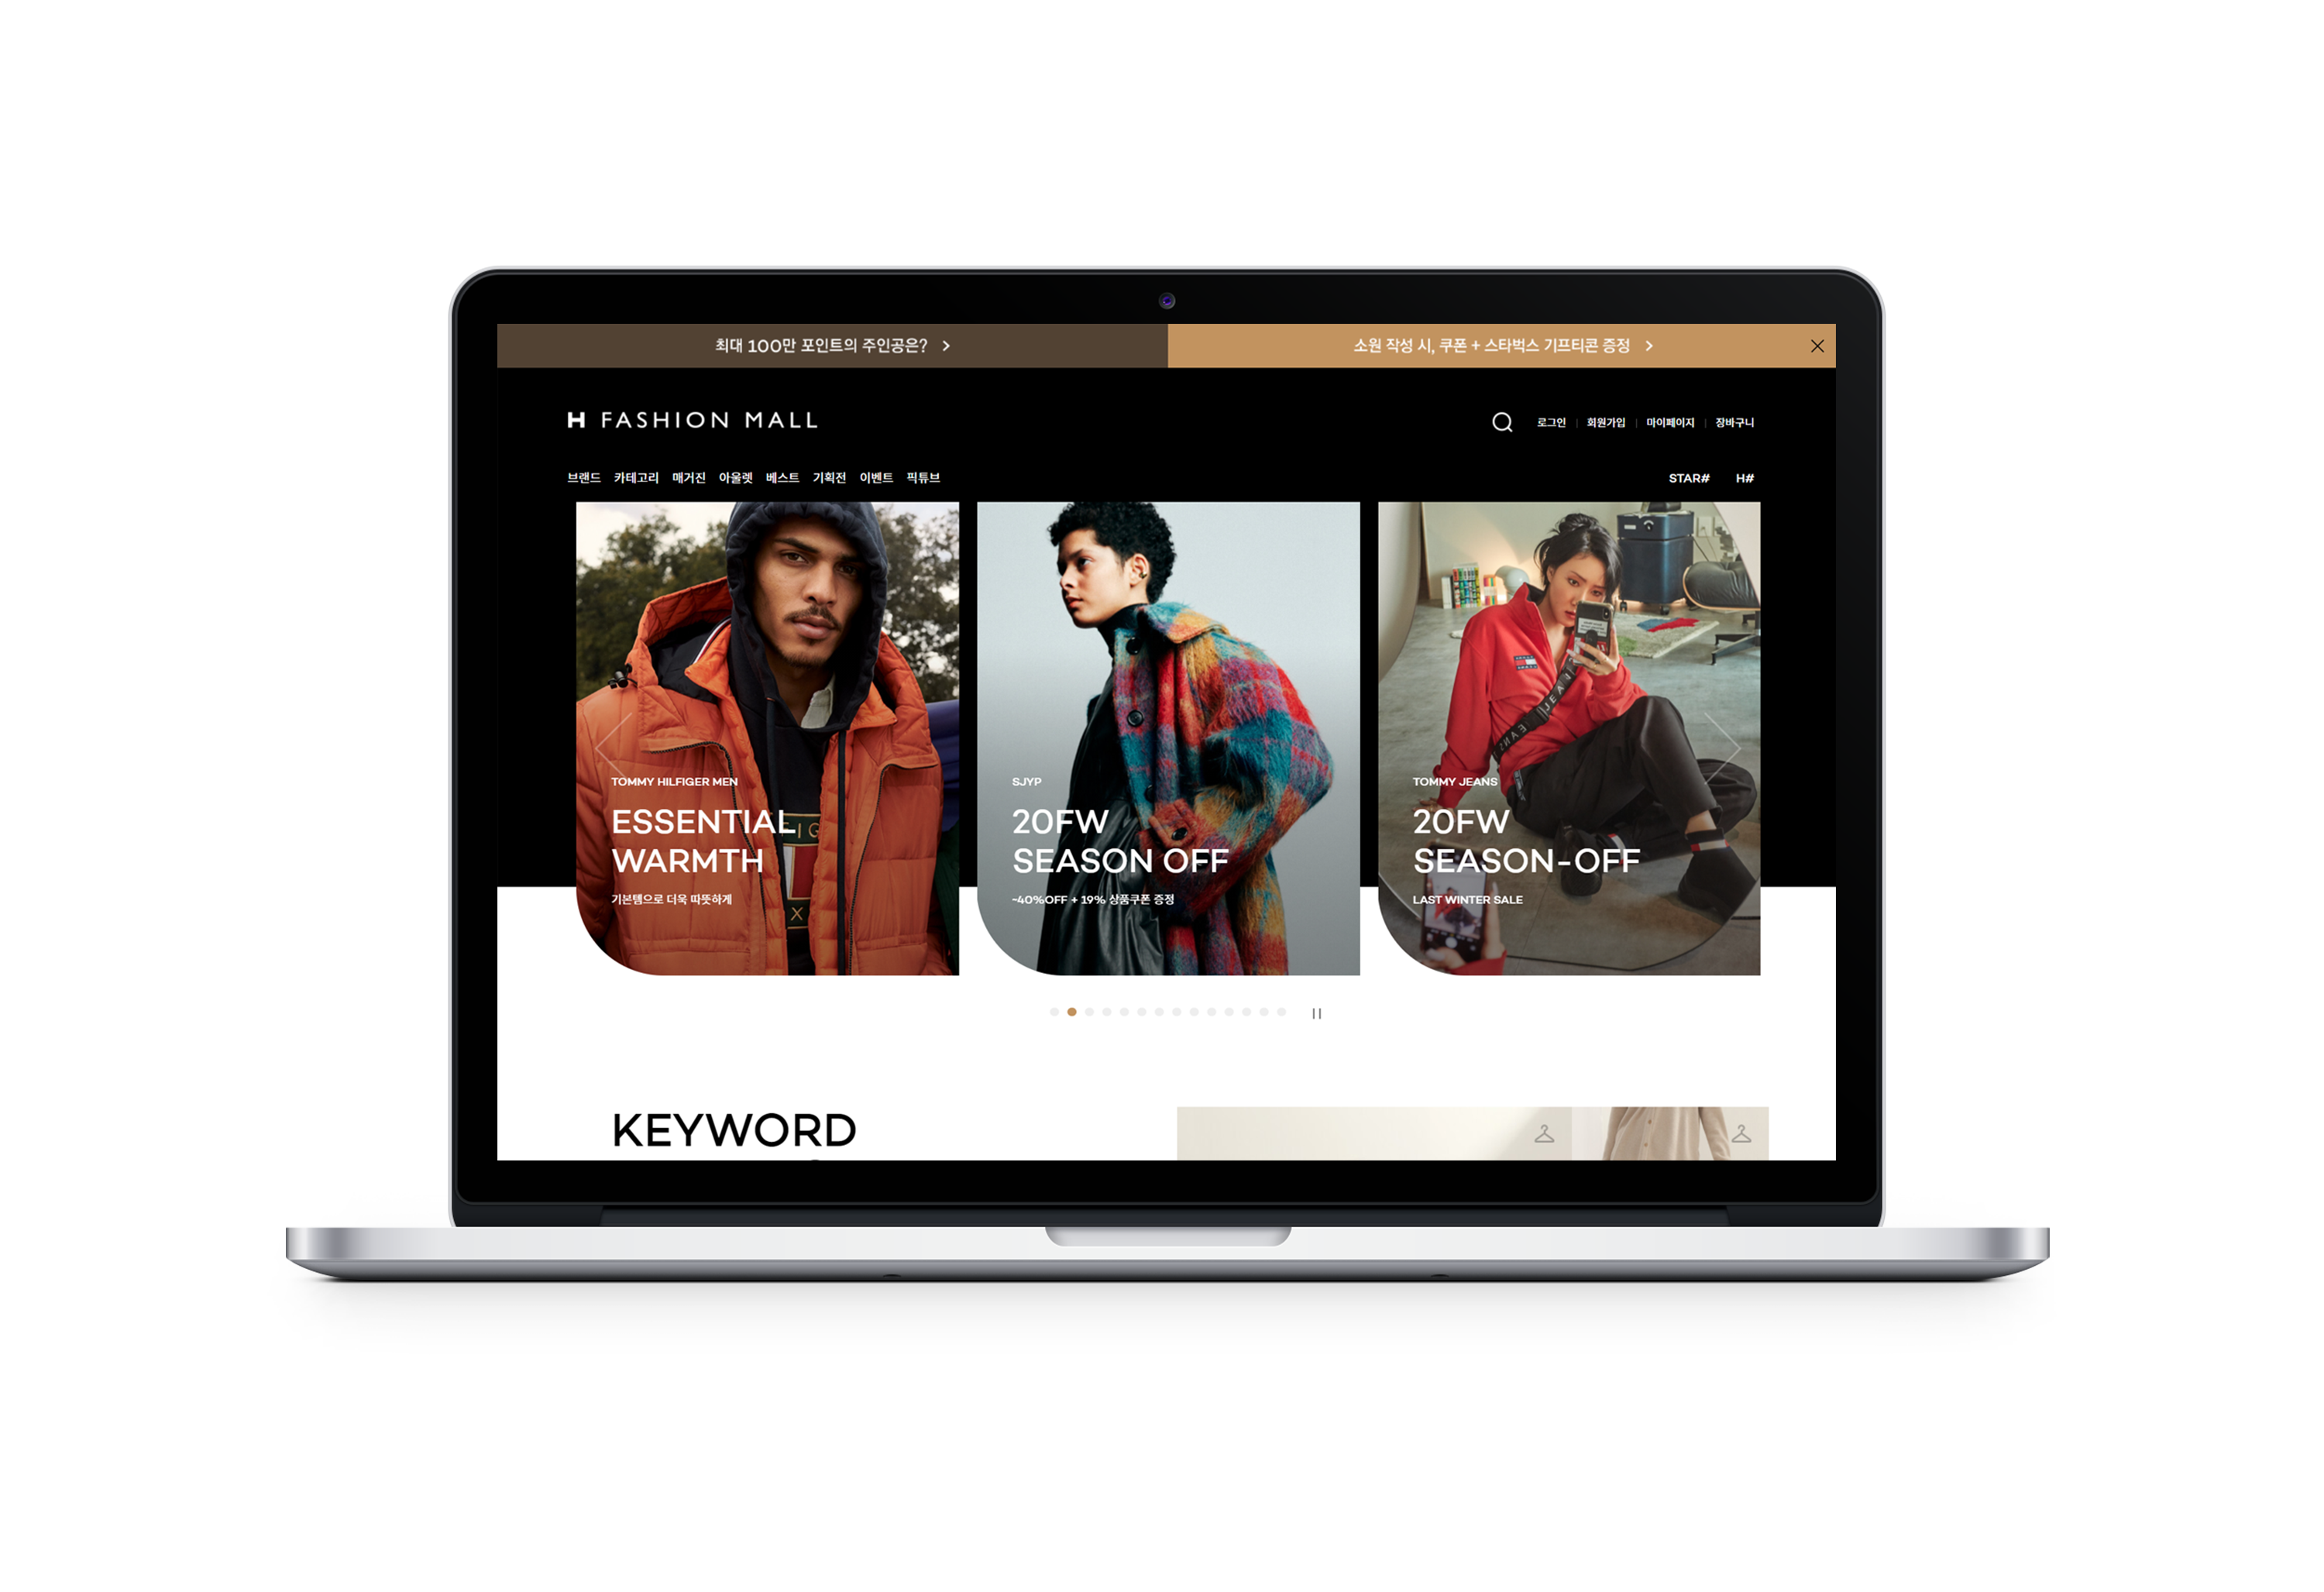 최대 100만 포인트의 주인공은?
소원 작성 시, 쿠폰 + 스타벅스 기프티콘 증정
H FASHION MALL
로그인 | 회원가입 | 마이페이지 | 장바구니
브랜드 카테고리 매거진 아울렛 베스트 기획전 이벤트 픽튜브
STAR# H#
TOMMY HILFIGER MEN
ESSENTIAL
WARMTH
기본템으로 더욱 따뜻하게
SJYP
20FW
SEASON OFF
~40%OFF + 19% 상품쿠폰 증정
TOMMY JEANS
20FW
SEASON-OFF
LAST WINTER SALE
KEYWORD